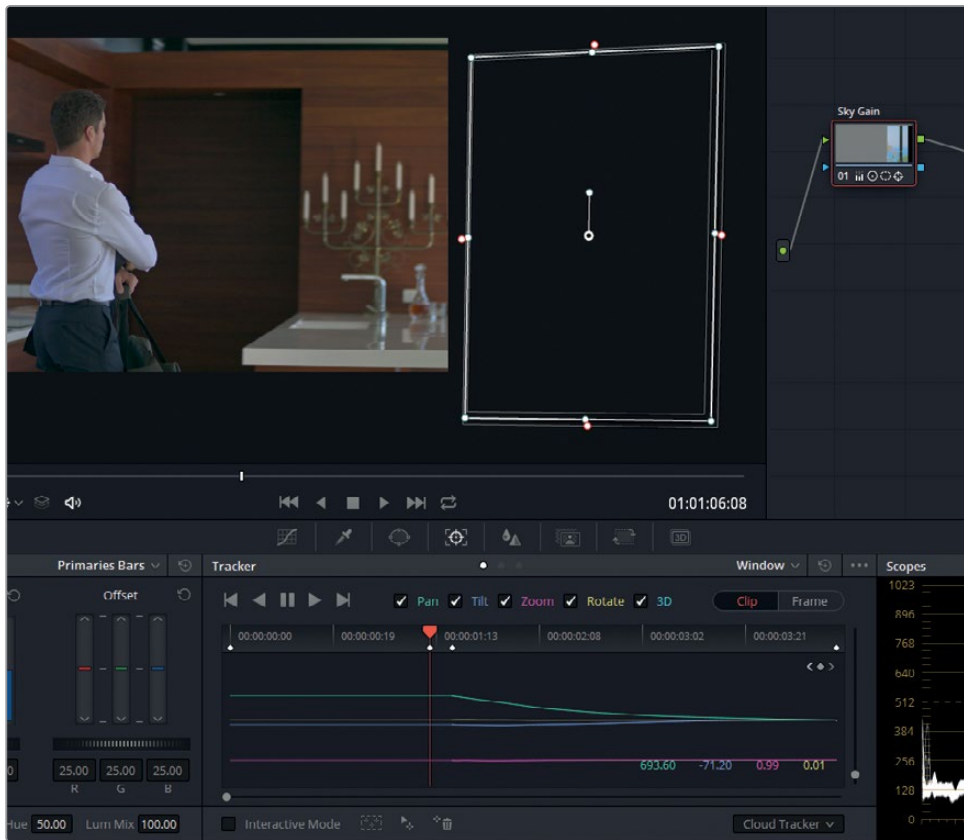 Sky Gain
01
01:01:06:08
Primaries Bars
Tracker
Window
Scopes
Offset
Pan Tilt Zoom Rotate 3D
Clip Frame
00:00:00:00 00:00:00:19 00:00:01:13 00:00:02:08 00:00:03:02 00:00:03:21
693.60 -71.20 0.99 0.01
25.00 25.00 25.00
R G B
Hue 50.00 Lum Mix 100.00
Interactive Mode
Cloud Tracker
3D
1023
896
768
640
512
384
256
128
0